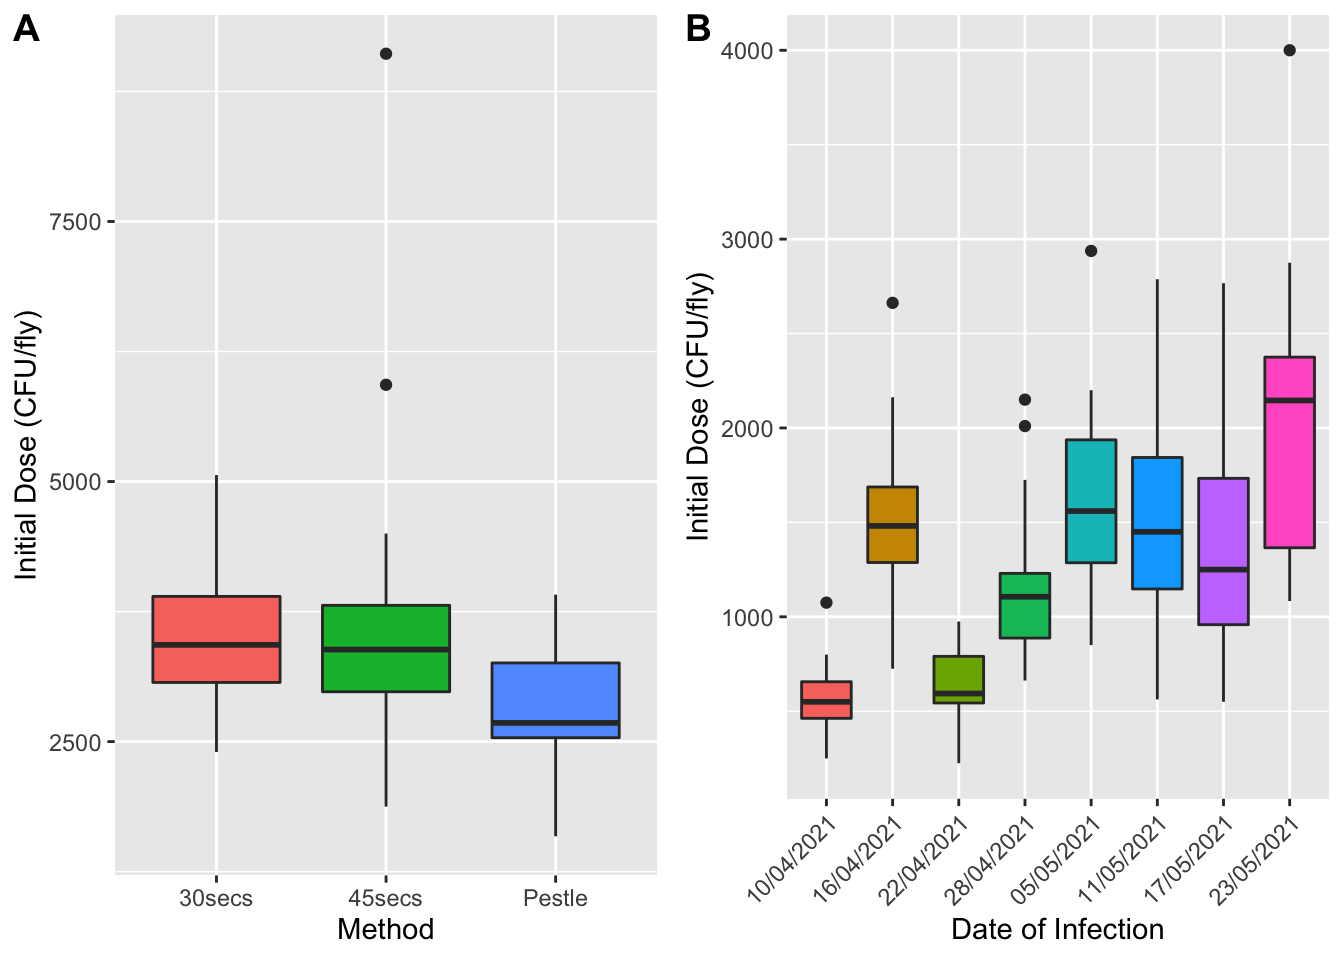 A
Initial Dose (CFU/fly)
7500
5000
2500
30secs
45secs
Pestle
Method
B
Initial Dose (CFU/fly)
4000
3000
2000
1000
10/04/2021
16/04/2021
22/04/2021
28/04/2021
05/05/2021
11/05/2021
17/05/2021
23/05/2021
Date of Infection